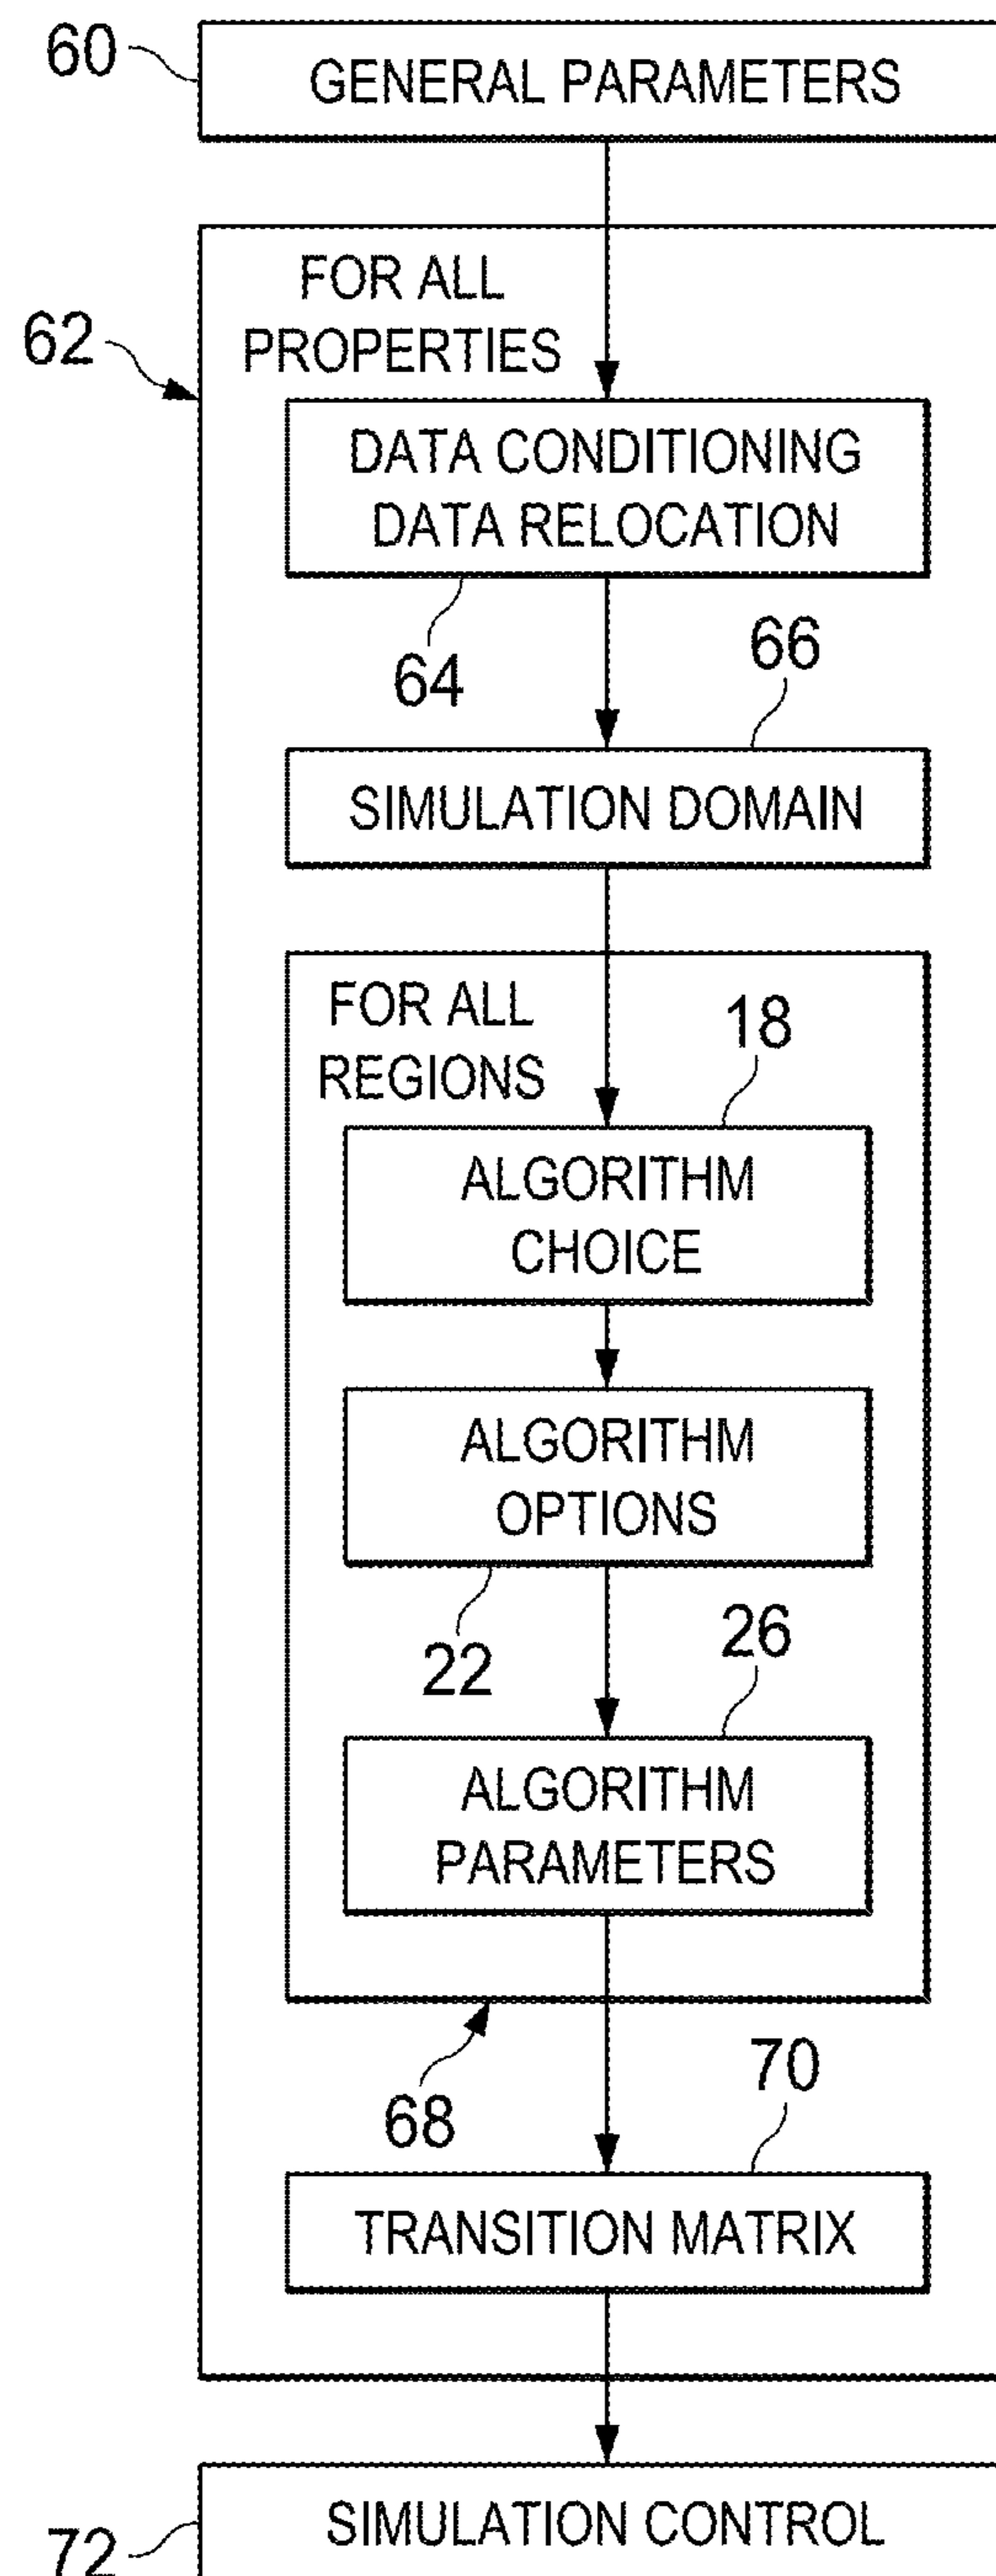 60
GENERAL PARAMETERS
FOR ALL
PROPERTIES
62
DATA CONDITIONING
DATA RELOCATION
64
66
SIMULATION DOMAIN
FOR ALL
REGIONS
18
ALGORITHM
CHOICE
ALGORITHM
OPTIONS
22
26
ALGORITHM
PARAMETERS
68
70
TRANSITION MATRIX
SIMULATION CONTROL
72